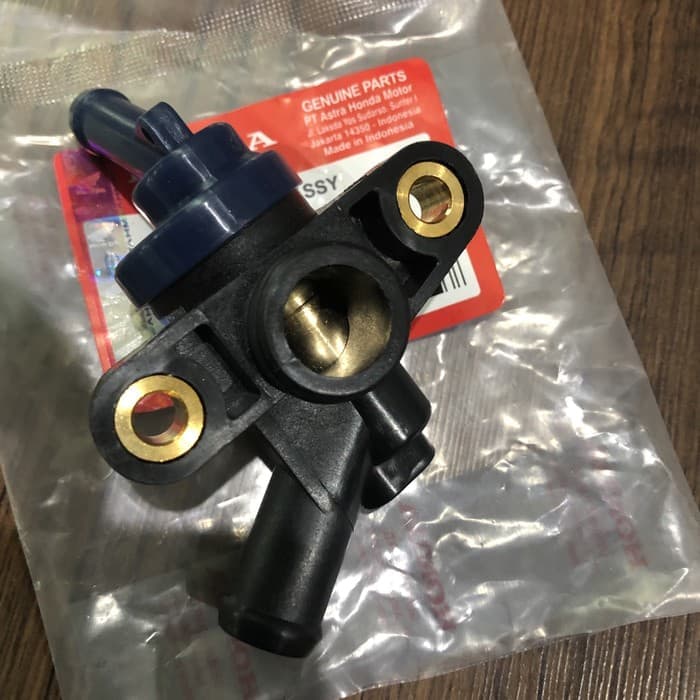 GENUINE PARTS
PT Astra Honda Motor
Jl. Laksda Yos Sudarso, Sunter I
Jakarta 14350 - Indonesia
Made in Indonesia
A
SSY